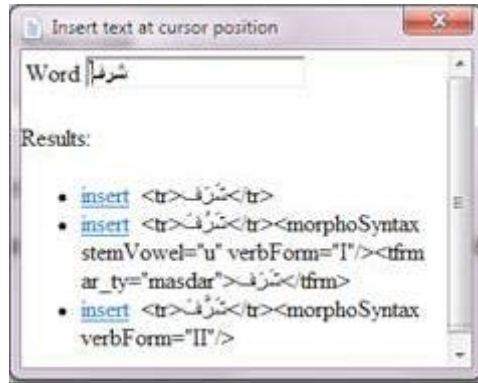 Insert text at cursor position
Word شرف
Results:
insert <tr>شَرَف</tr>
insert <tr>شَرُف</tr><morphoSyntax
stemVowel="u" verbForm="I"/><tfrm
ar_ty="masdar">شَرَف</tfrm>
insert <tr>شَرَّف</tr><morphoSyntax
verbForm="II"/>